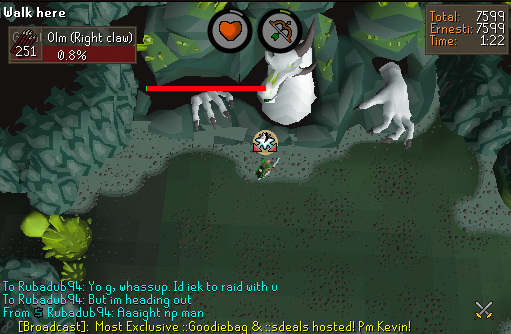 Walk here
Total: 7599
Ernesti: 7599
Time: 1:22
Olm (Right claw)
251
0.8%
To Rubadub94: Yo g, whassup. Id iek to raid with u
To Rubadub94: But im heading out
From S Rubadub94: Aaaight np man
[Broadcast]: Most Exclusive ::Goodiebag & ::sdeals hosted! Pm Kevin!